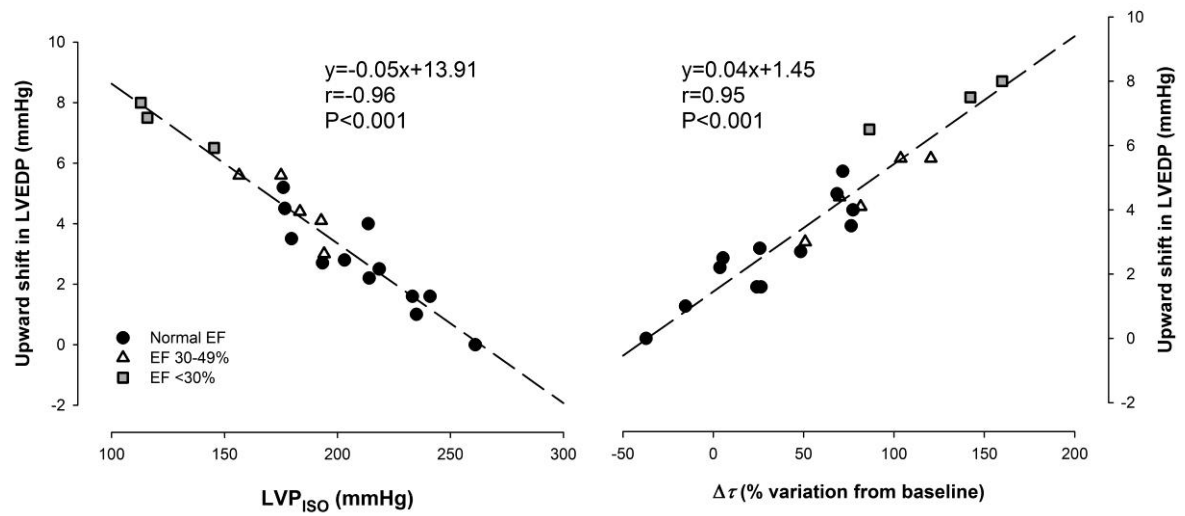 Upward shift in LVEDP (mmHg)
10
8
6
4
2
0
-2
y=-0.05x+13.91
r=-0.96
P<0.001
Normal EF
EF 30-49%
EF <30%
100
150
200
250
300
LVPISO (mmHg)
y=0.04x+1.45
r=0.95
P<0.001
10
8
6
4
2
0
-2
Upward shift in LVEDP (mmHg)
-50
0
50
100
150
200
Δτ (% variation from baseline)